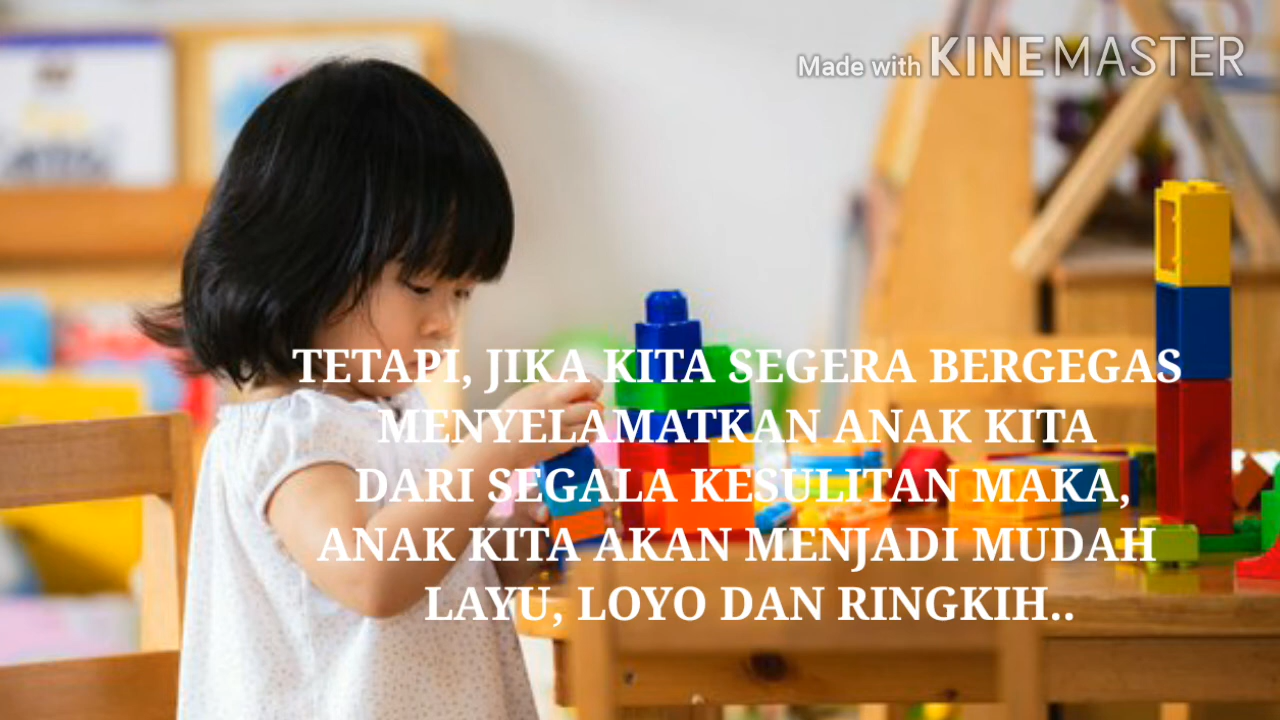 Made with KINEMASTER
TETAPI, JIKA KITA SEGERA BERGEGAS
MENYELAMATKAN ANAK KITA
DARI SEGALA KESULITAN MAKA,
ANAK KITA AKAN MENJADI MUDAH
LAYU, LOYO DAN RINGKIH..